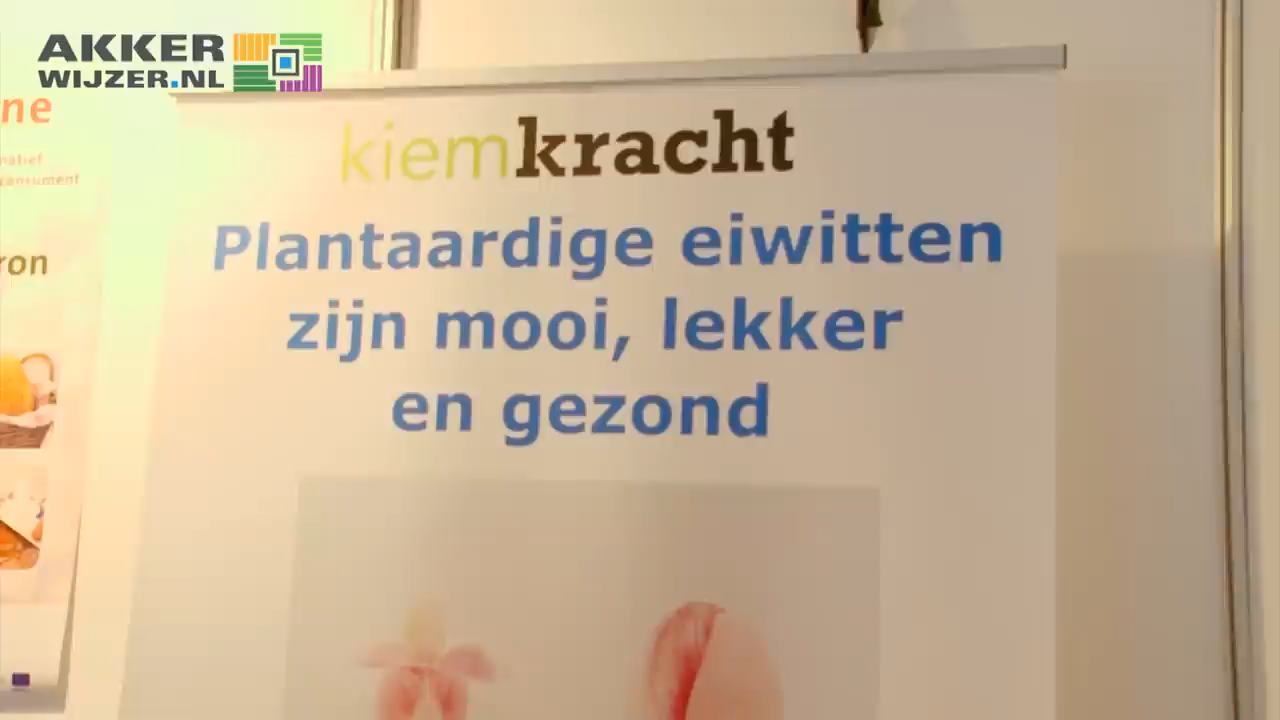 AKKER
WIJZER.NL
ne
kiemkracht
Plantaardige eiwitten
zijn mooi, lekker
en gezond
ron